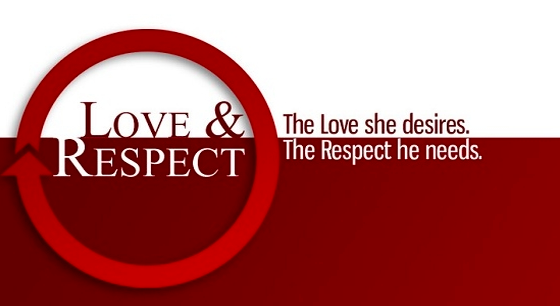 LOVE &
RESPECT
The Love she desires.
The Respect he needs.